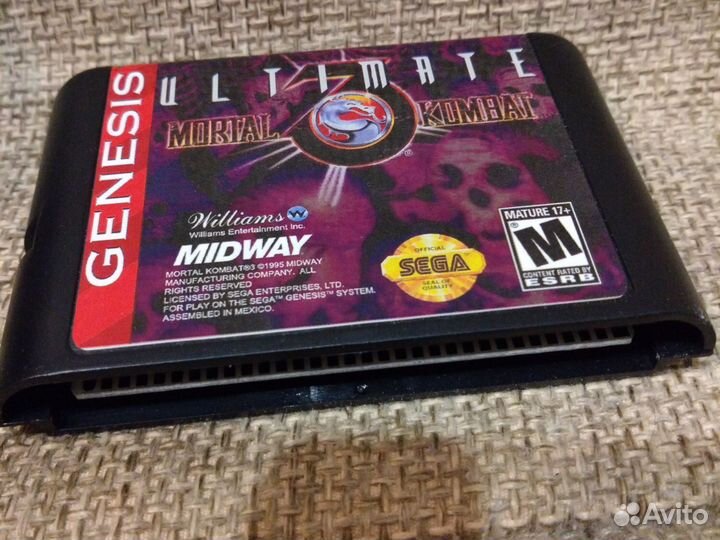 GENESIS
ULTIMATE
MORTAL 3 KOMBAT
®
Williams W
Williams Entertainment Inc.
MIDWAY
MORTAL KOMBAT®3 ©1995 MIDWAY
MANUFACTURING COMPANY. ALL
RIGHTS RESERVED
LICENSED BY SEGA ENTERPRISES, LTD.
FOR PLAY ON THE SEGA™ GENESIS™ SYSTEM.
ASSEMBLED IN MEXICO.
OFFICIAL
SEGA
SEAL OF
QUALITY
MATURE 17+
M
CONTENT RATED BY
ESRB
Avito